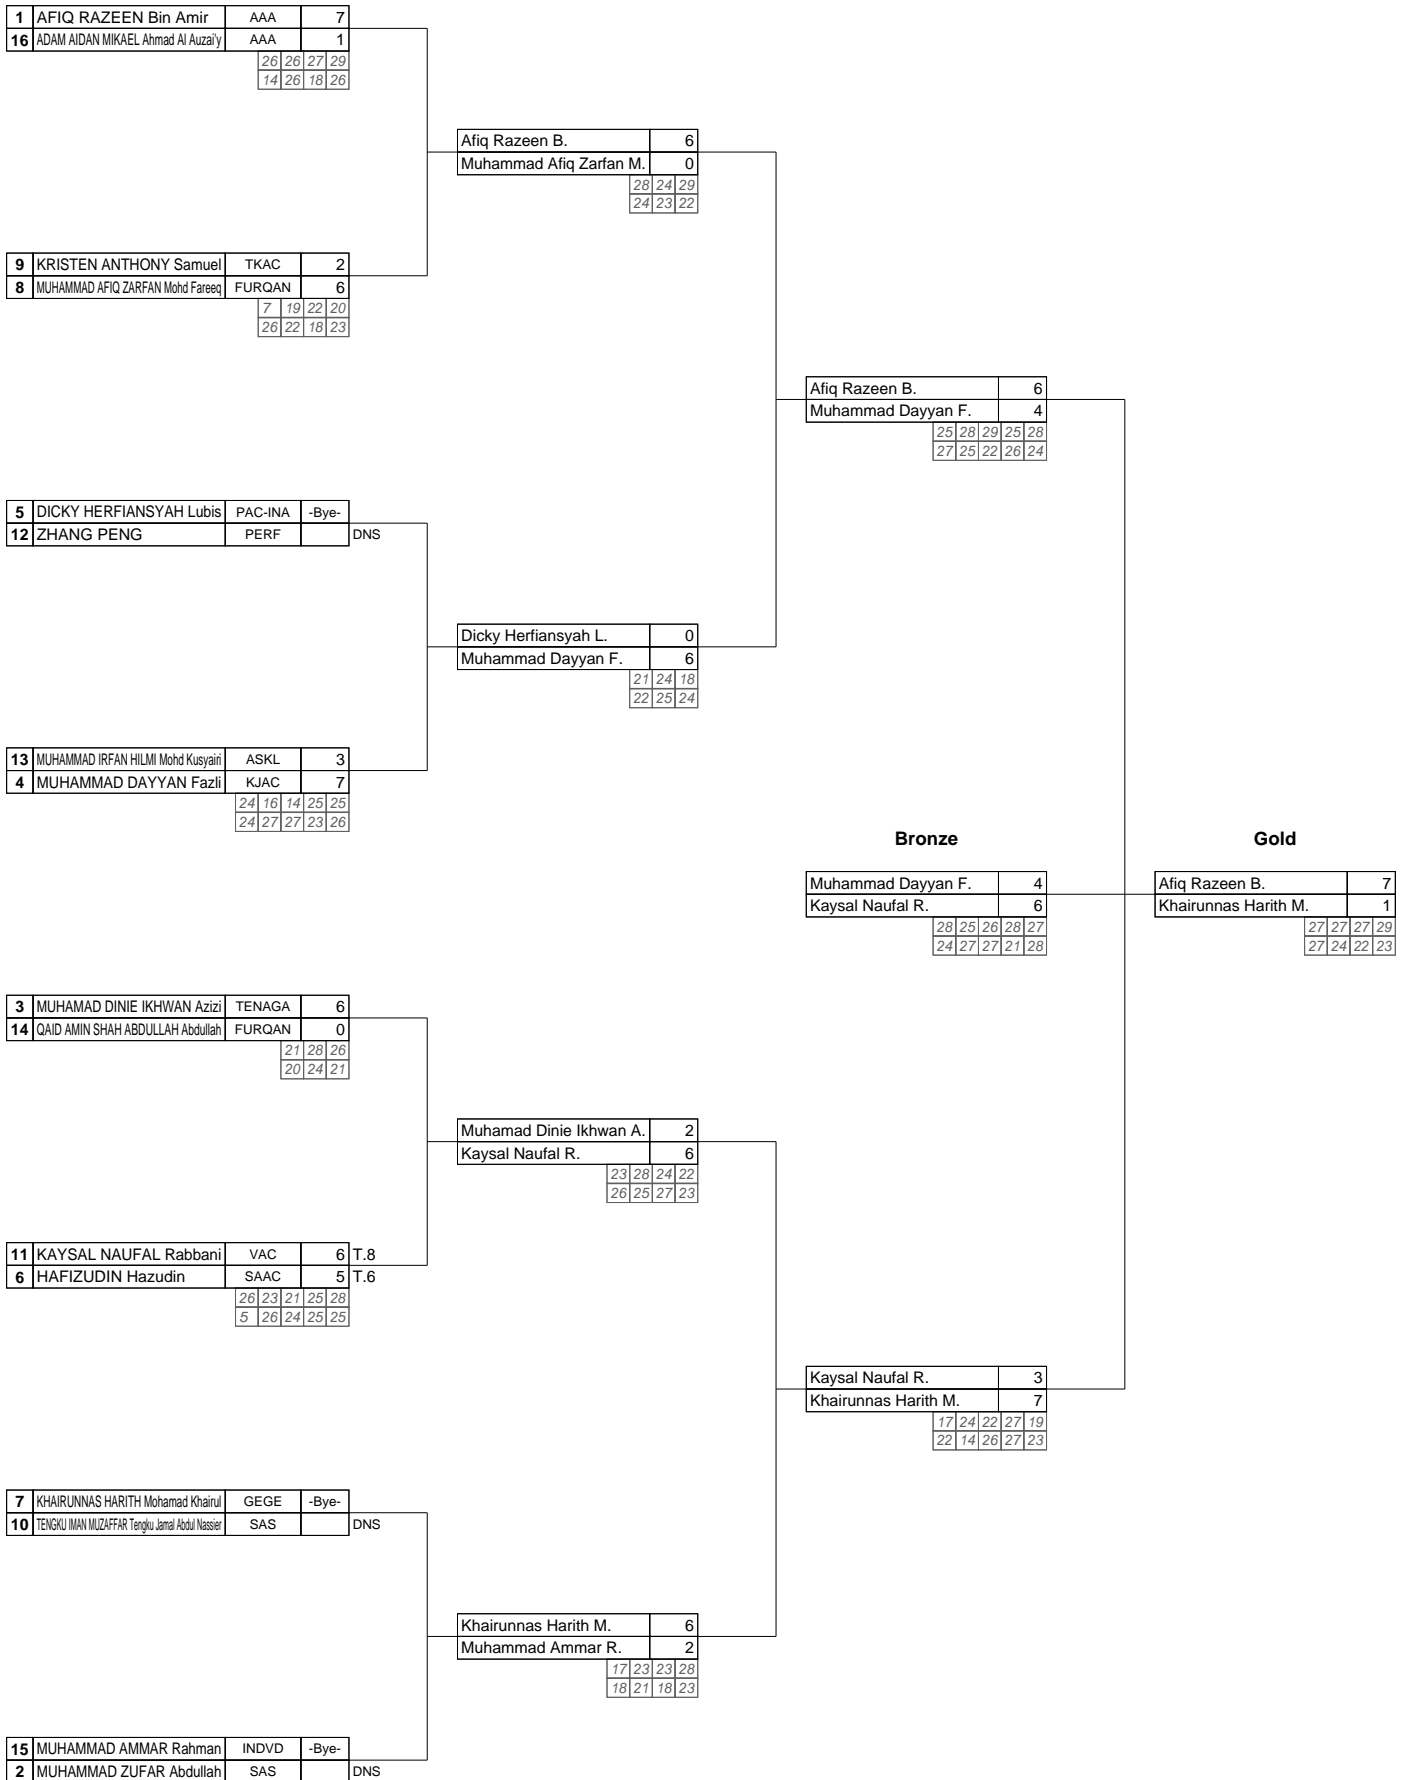 1 AFIQ RAZEEN Bin Amir AAA 7
16 ADAM AIDAN MIKAEL Ahmad Al Auzai'y AAA 1
26 26 27 29
14 26 18 26
Afiq Razeen B. 6
Muhammad Afiq Zarfan M. 0
28 24 29
24 23 22
9 KRISTEN ANTHONY Samuel TKAC 2
8 MUHAMMAD AFIQ ZARFAN Mohd Fareeq FURQAN 6
7 19 22 20
26 22 18 23
Afiq Razeen B. 6
Muhammad Dayyan F. 4
25 28 29 25 28
27 25 22 26 24
5 DICKY HERFIANSYAH Lubis PAC-INA -Bye-
12 ZHANG PENG PERF DNS
Dicky Herfiansyah L. 0
Muhammad Dayyan F. 6
21 24 18
22 25 24
13 MUHAMMAD IRFAN HILMI Mohd Kusyairi ASKL 3
4 MUHAMMAD DAYYAN Fazli KJAC 7
24 16 14 25 25
24 27 27 23 26
Bronze Gold
Muhammad Dayyan F. 4 Afiq Razeen B. 7
Kaysal Naufal R. 6 Khairunnas Harith M. 1
28 25 26 28 27 27 27 27 29
24 27 27 21 28 27 24 22 23
3 MUHAMAD DINIE IKHWAN Azizi TENAGA 6
14 QAID AMIN SHAH ABDULLAH Abdullah FURQAN 0
21 28 26
20 24 21
Muhamad Dinie Ikhwan A. 2
Kaysal Naufal R. 6
23 28 24 22
26 25 27 23
11 KAYSAL NAUFAL Rabbani VAC 6 T.8
6 HAFIZUDIN Hazudin SAAC 5 T.6
26 23 21 25 28
5 26 24 25 25
Kaysal Naufal R. 3
Khairunnas Harith M. 7
17 24 22 27 19
22 14 26 27 23
7 KHAIRUNNAS HARITH Mohamad Khairul GEGE -Bye-
10 TENGKU IMAN MUZAFFAR Tengku Jamal Abdul Nassier SAS DNS
Khairunnas Harith M. 6
Muhammad Ammar R. 2
17 23 23 28
18 21 18 23
15 MUHAMMAD AMMAR Rahman INDVD -Bye-
2 MUHAMMAD ZUFAR Abdullah SAS DNS